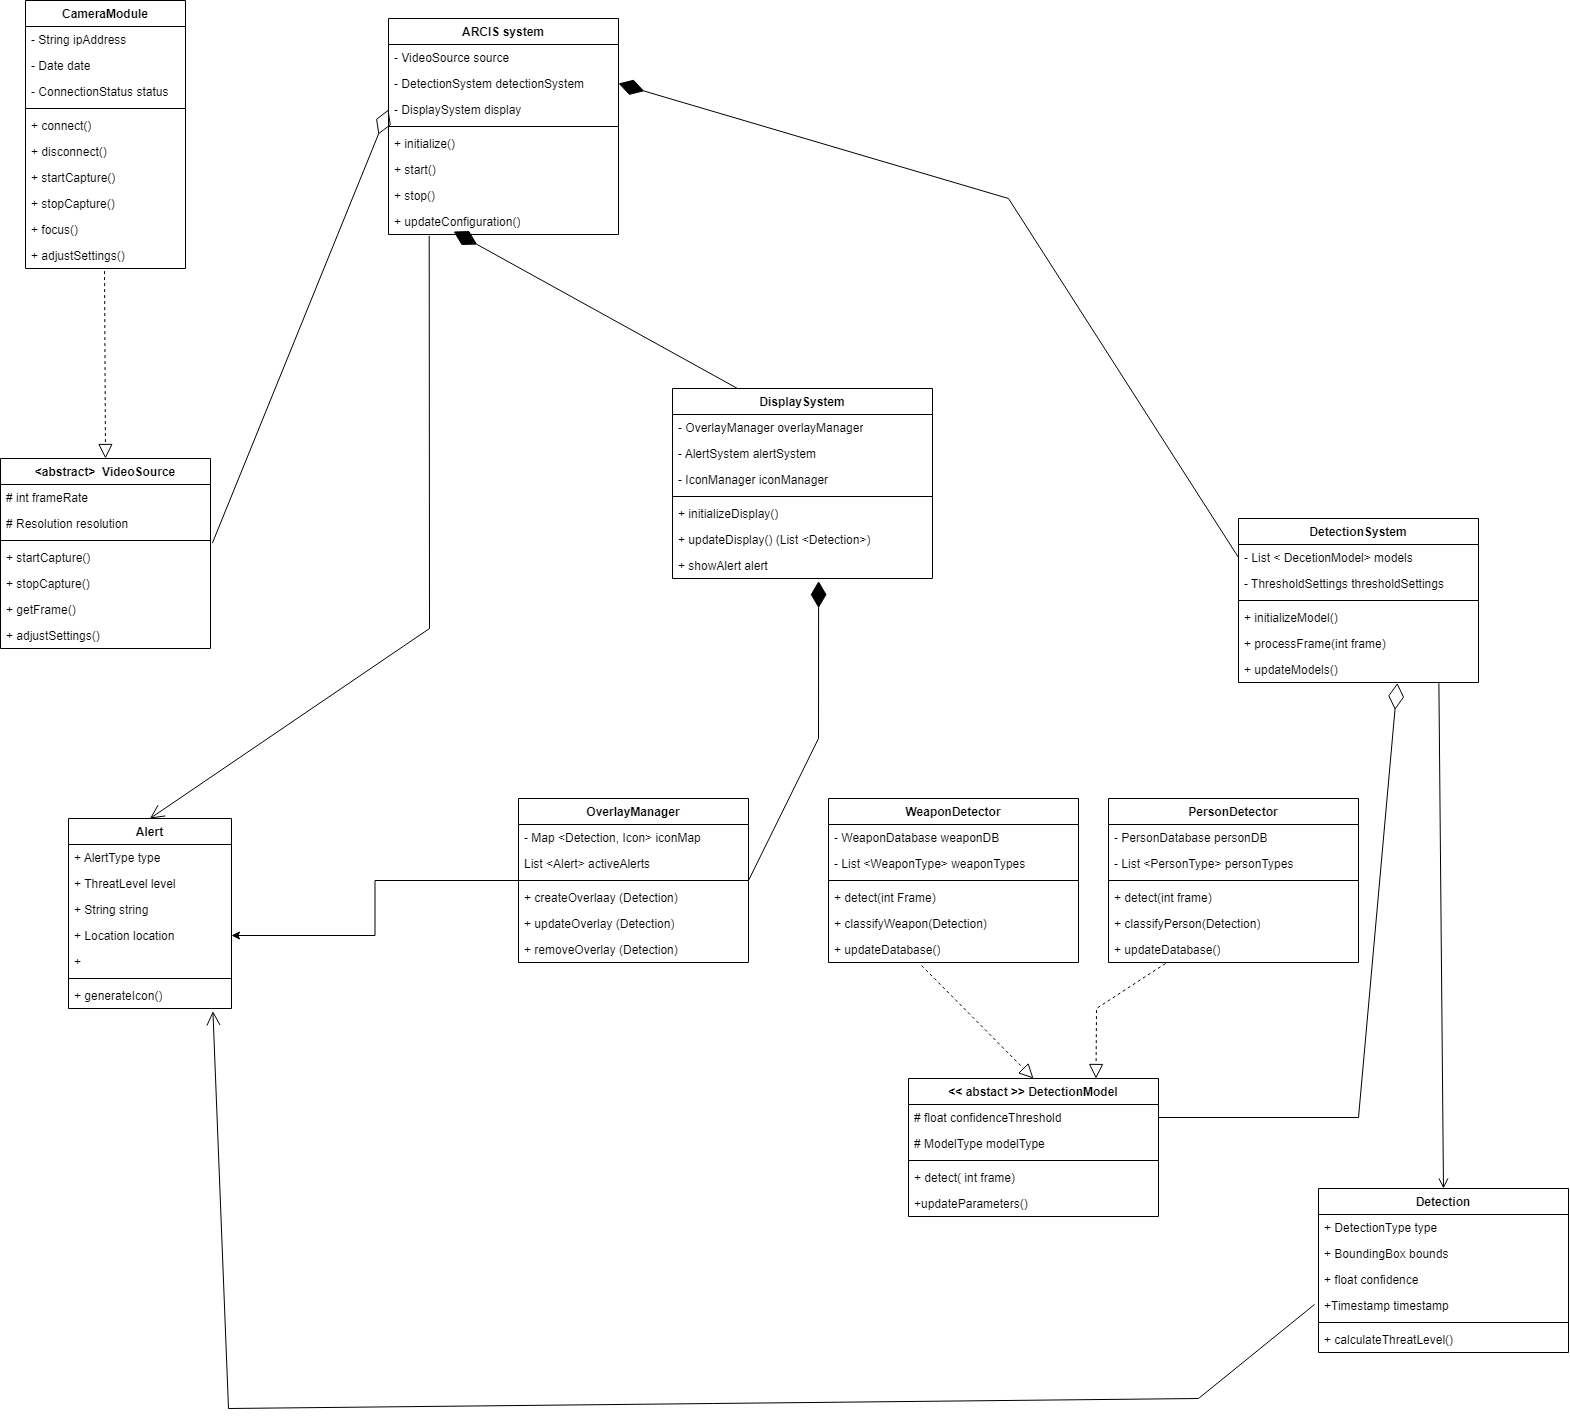 CameraModule
- String ipAddress
- Date date
- ConnectionStatus status
+ connect()
+ disconnect()
+ startCapture()
+ stopCapture()
+ focus()
+ adjustSettings()
ARCIS system
- VideoSource source
- DetectionSystem detectionSystem
- DisplaySystem display
+ initialize()
+ start()
+ stop()
+ updateConfiguration()
DisplaySystem
- OverlayManager overlayManager
- AlertSystem alertSystem
- IconManager iconManager
+ initializeDisplay()
+ updateDisplay() (List <Detection>)
+ showAlert alert
<abstract> VideoSource
# int frameRate
# Resolution resolution
+ startCapture()
+ stopCapture()
+ getFrame()
+ adjustSettings()
DetectionSystem
- List < DecetionModel> models
- ThresholdSettings thresholdSettings
+ initializeModel()
+ processFrame(int frame)
+ updateModels()
Alert
+ AlertType type
+ ThreatLevel level
+ String string
+ Location location
+
+ generateIcon()
OverlayManager
- Map <Detection, Icon> iconMap
List <Alert> activeAlerts
+ createOverlaay (Detection)
+ updateOverlay (Detection)
+ removeOverlay (Detection)
WeaponDetector
- WeaponDatabase weaponDB
- List <WeaponType> weaponTypes
+ detect(int Frame)
+ classifyWeapon(Detection)
+ updateDatabase()
PersonDetector
- PersonDatabase personDB
- List <PersonType> personTypes
+ detect(int frame)
+ classifyPerson(Detection)
+ updateDatabase()
<< abstact >> DetectionModel
# float confidenceThreshold
# ModelType modelType
+ detect( int frame)
+updateParameters()
Detection
+ DetectionType type
+ BoundingBox bounds
+ float confidence
+Timestamp timestamp
+ calculateThreatLevel()